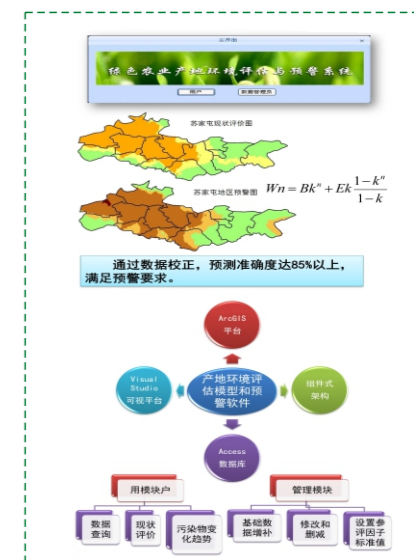 主界面
绿色农业产地环境评估与预警系统
用户
数据管理员
苏家屯现状评价图
苏家屯地区预警图
Wn = Bkⁿ + Ek (1-kⁿ)/(1-k)
通过数据校正，预测准确度达85%以上，
满足预警要求。
ArcGIS
平台
Visual
Studio
可视平台
产地环境评
估模型和预
警软件
组件式
架构
Access
数据库
用模块户
管理模块
数据
查询
现状
评价
污染物变
化趋势
基础数
据增补
修改和
删减
设置参
评因子
标准值